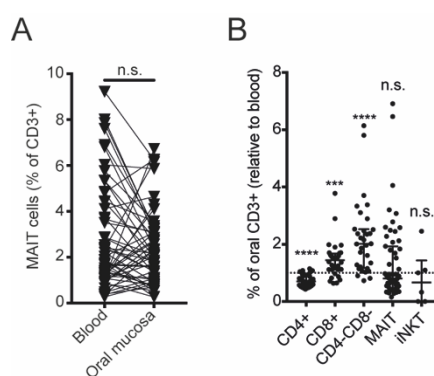 A
n.s.
MAIT cells (% of CD3+)
10
8
6
4
2
0
Blood
Oral mucosa
B
% of oral CD3+ (relative to blood)
8
6
4
2
0
****
***
****
n.s.
n.s.
CD4+
CD8+
CD4-CD8-
MAIT
iNKT